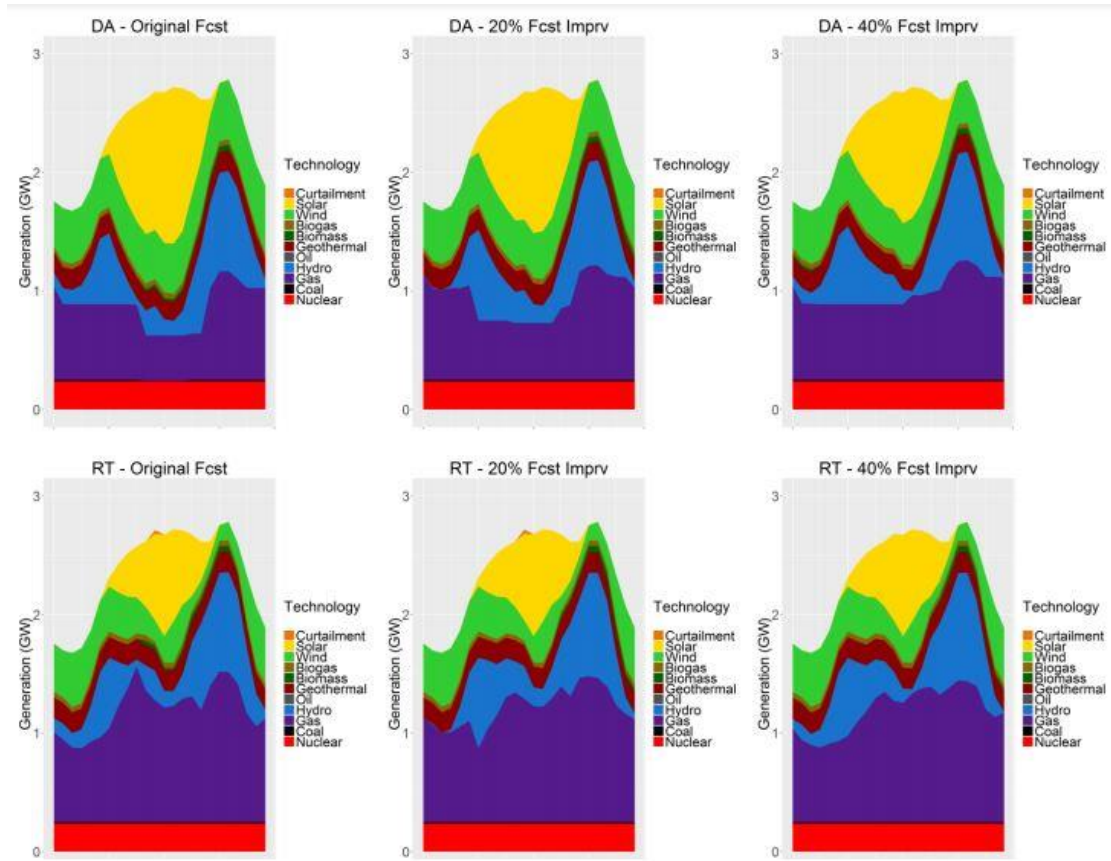 DA - Original Fcst
3
2
1
0
Generation (GW)
Technology
Curtailment
Solar
Wind
Biogas
Biomass
Geothermal
Oil
Hydro
Gas
Coal
Nuclear
DA - 20% Fcst Imprv
3
2
1
0
Generation (GW)
Technology
Curtailment
Solar
Wind
Biogas
Biomass
Geothermal
Oil
Hydro
Gas
Coal
Nuclear
DA - 40% Fcst Imprv
3
2
1
0
Generation (GW)
Technology
Curtailment
Solar
Wind
Biogas
Biomass
Geothermal
Oil
Hydro
Gas
Coal
Nuclear
RT - Original Fcst
3
2
1
0
Generation (GW)
Technology
Curtailment
Solar
Wind
Biogas
Biomass
Geothermal
Oil
Hydro
Gas
Coal
Nuclear
RT - 20% Fcst Imprv
3
2
1
0
Generation (GW)
Technology
Curtailment
Solar
Wind
Biogas
Biomass
Geothermal
Oil
Hydro
Gas
Coal
Nuclear
RT - 40% Fcst Imprv
3
2
1
0
Generation (GW)
Technology
Curtailment
Solar
Wind
Biogas
Biomass
Geothermal
Oil
Hydro
Gas
Coal
Nuclear